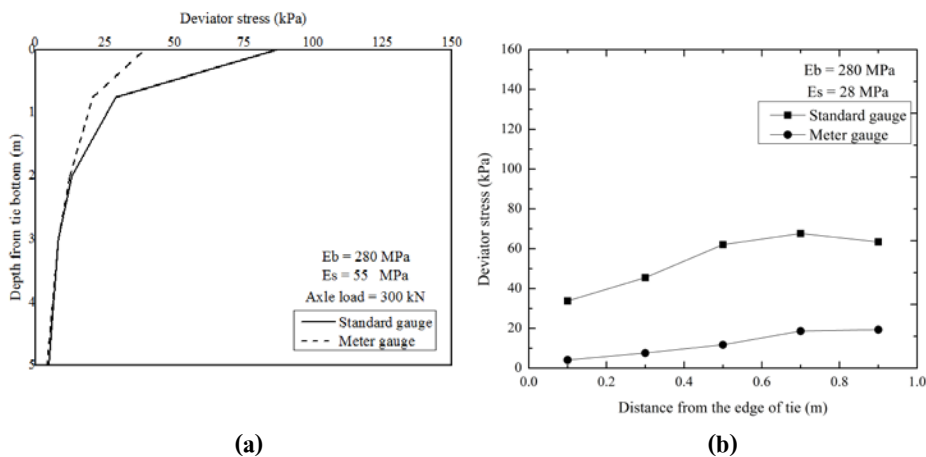 Deviator stress (kPa)
0 25 50 75 100 125 150
0
1
2
3
4
5
Depth from tie bottom (m)
Eb = 280 MPa
Es = 55 MPa
Axle load = 300 kN
Standard gauge
Meter gauge
(a)
160
140
120
100
80
60
40
20
0
Deviator stress (kPa)
Eb = 280 MPa
Es = 28 MPa
Standard gauge
Meter gauge
0.0 0.2 0.4 0.6 0.8 1.0
Distance from the edge of tie (m)
(b)